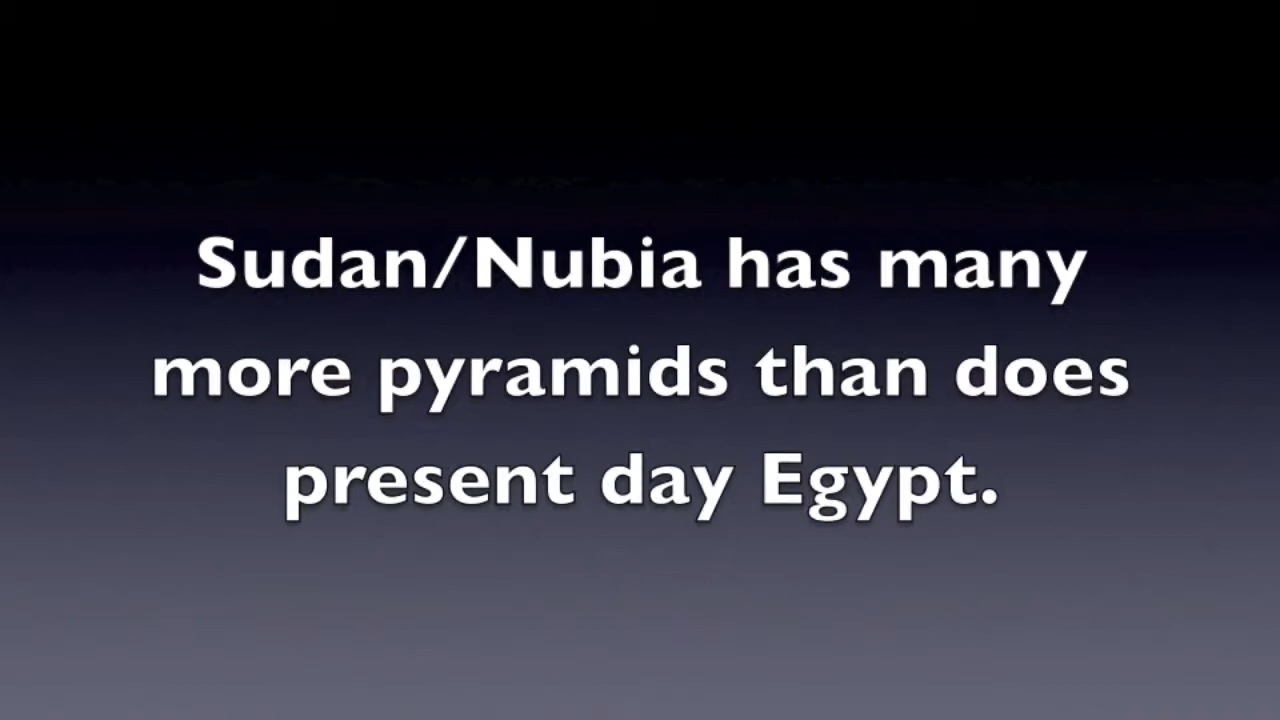 Sudan/Nubia has many
more pyramids than does
present day Egypt.